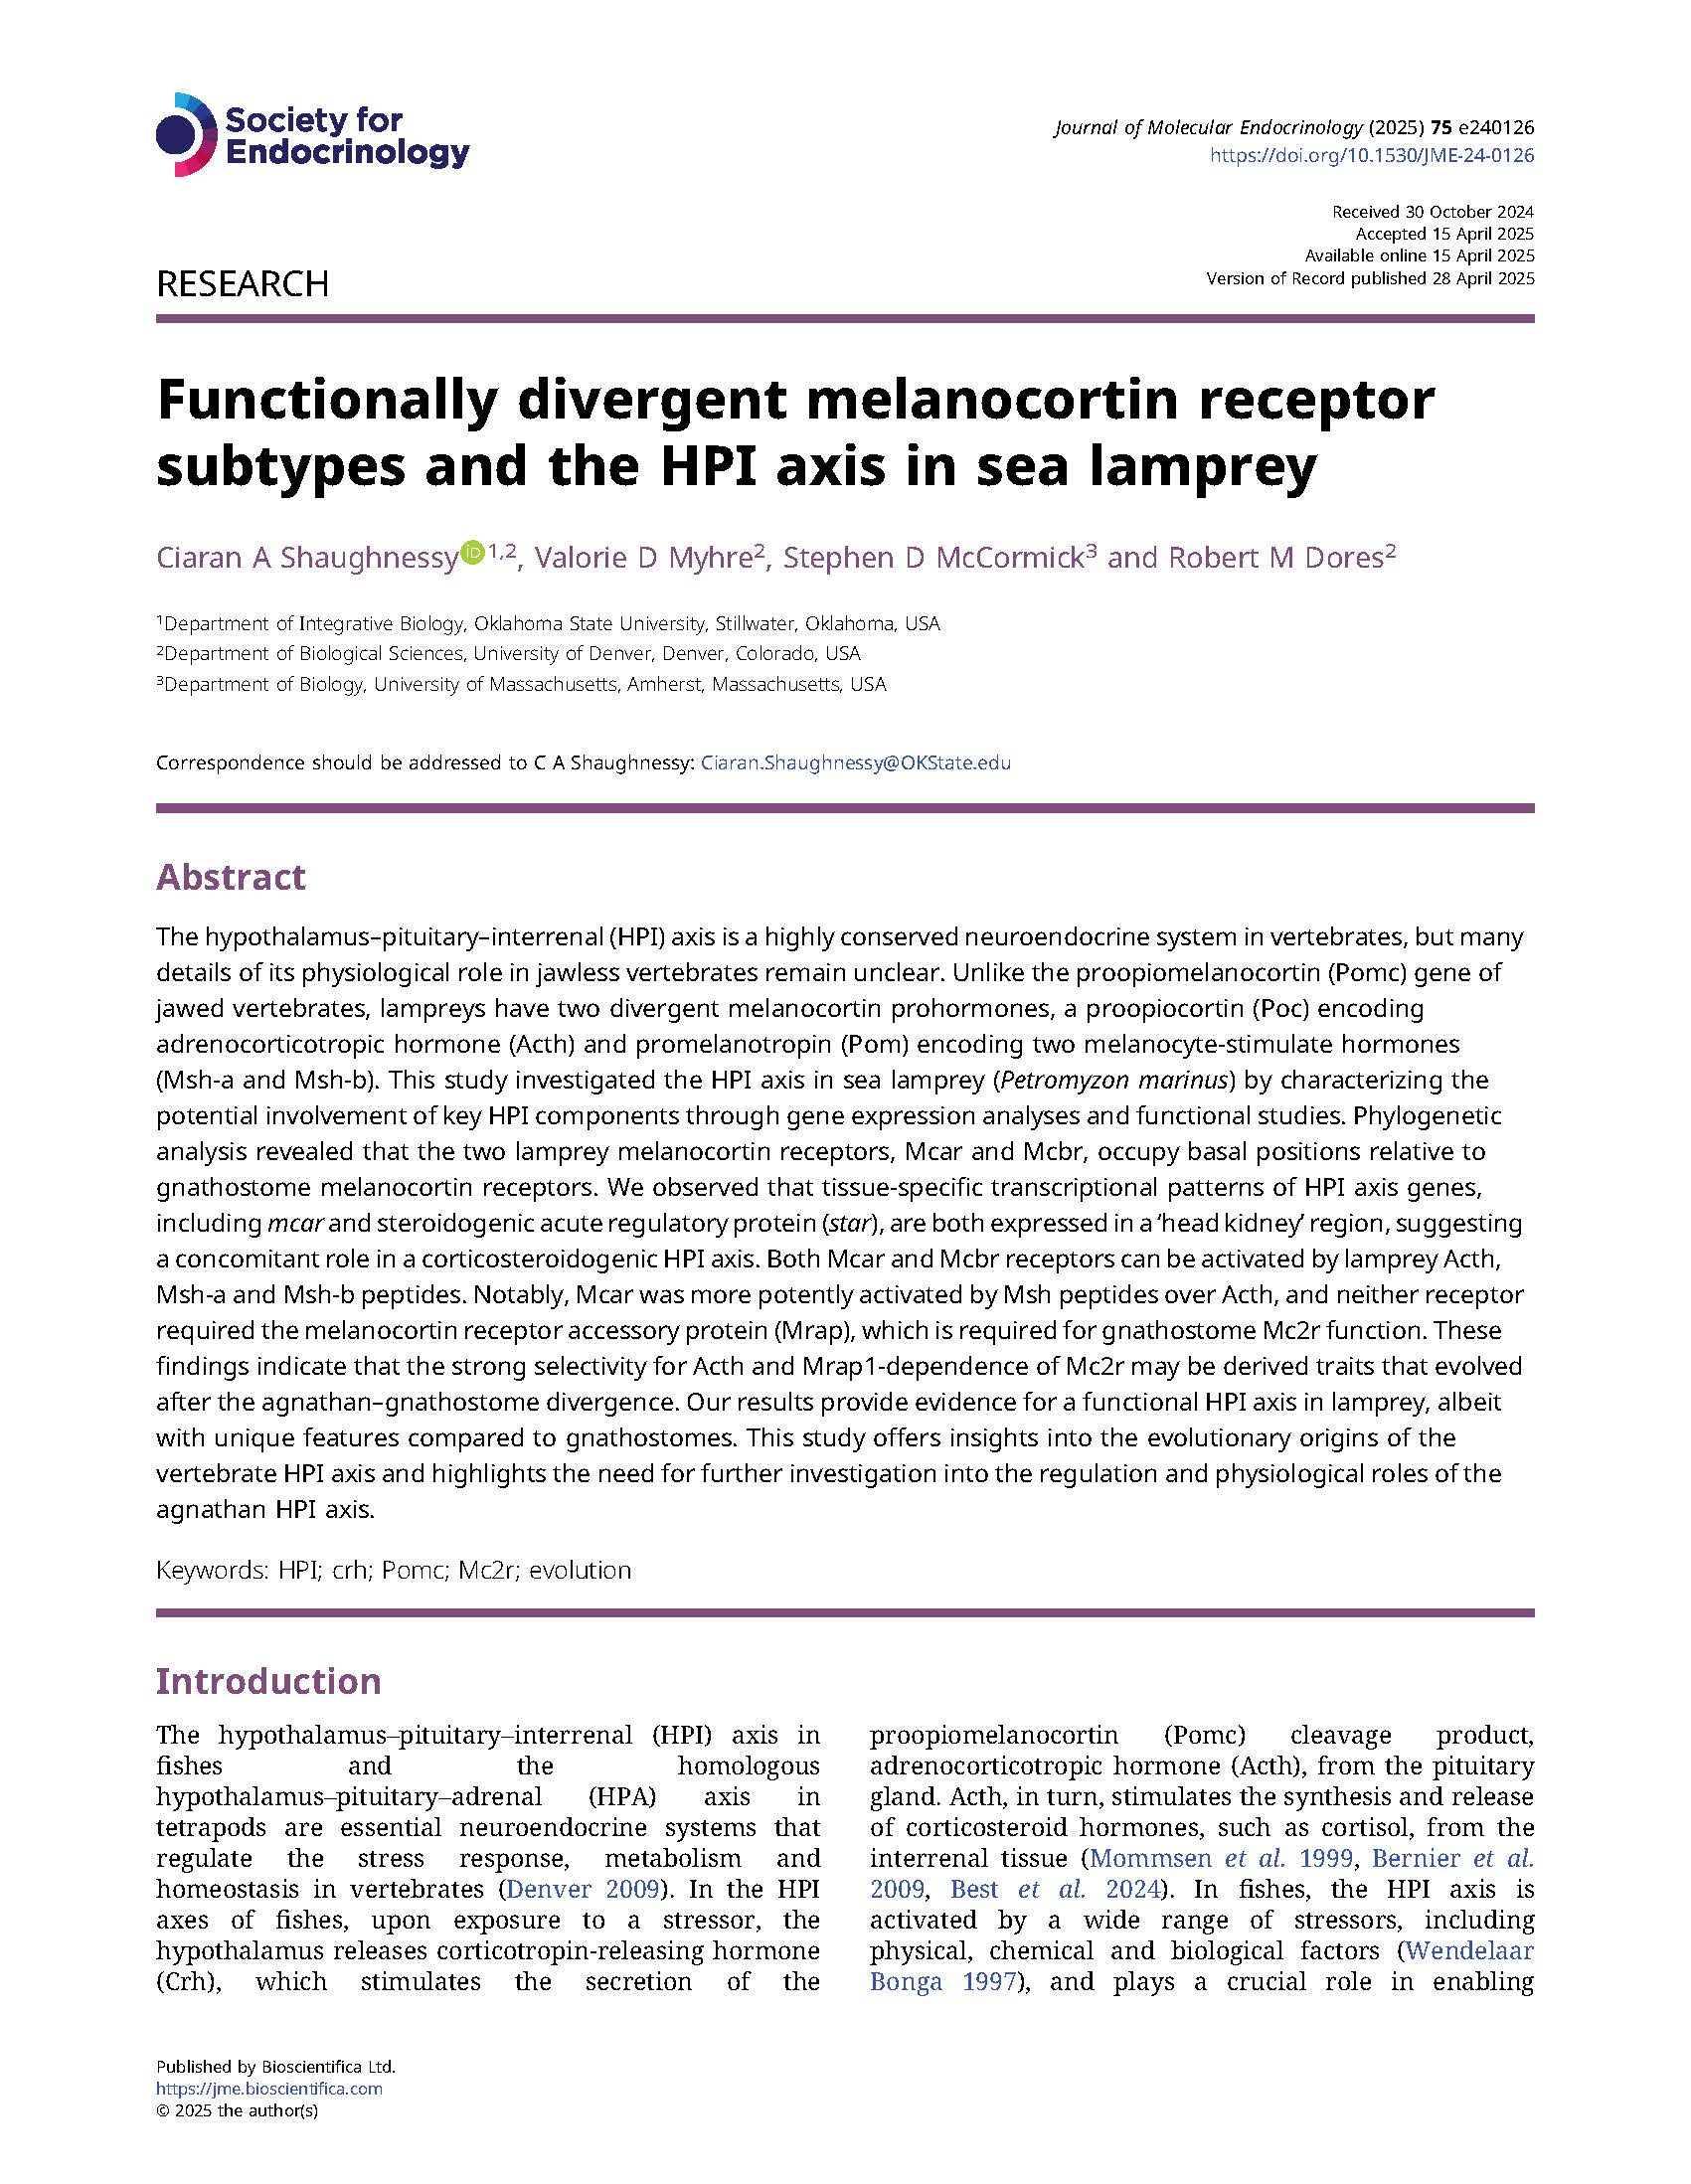 Society for
Endocrinology
Journal of Molecular Endocrinology (2025) 75 e240126
https://doi.org/10.1530/JME-24-0126
Received 30 October 2024
Accepted 15 April 2025
Available online 15 April 2025
Version of Record published 28 April 2025
RESEARCH
Functionally divergent melanocortin receptor
subtypes and the HPI axis in sea lamprey
Ciaran A Shaughnessy iD 1,2, Valorie D Myhre2, Stephen D McCormick3 and Robert M Dores2
1Department of Integrative Biology, Oklahoma State University, Stillwater, Oklahoma, USA
2Department of Biological Sciences, University of Denver, Denver, Colorado, USA
3Department of Biology, University of Massachusetts, Amherst, Massachusetts, USA
Correspondence should be addressed to C A Shaughnessy: Ciaran.Shaughnessy@OKState.edu
Abstract
The hypothalamus–pituitary–interrenal (HPI) axis is a highly conserved neuroendocrine system in vertebrates, but many
details of its physiological role in jawless vertebrates remain unclear. Unlike the proopiomelanocortin (Pomc) gene of
jawed vertebrates, lampreys have two divergent melanocortin prohormones, a proopiocortin (Poc) encoding
adrenocorticotropic hormone (Acth) and promelanotropin (Pom) encoding two melanocyte-stimulate hormones
(Msh-a and Msh-b). This study investigated the HPI axis in sea lamprey (Petromyzon marinus) by characterizing the
potential involvement of key HPI components through gene expression analyses and functional studies. Phylogenetic
analysis revealed that the two lamprey melanocortin receptors, Mcar and Mcbr, occupy basal positions relative to
gnathostome melanocortin receptors. We observed that tissue-specific transcriptional patterns of HPI axis genes,
including mcar and steroidogenic acute regulatory protein (star), are both expressed in a ‘head kidney’ region, suggesting
a concomitant role in a corticosteroidogenic HPI axis. Both Mcar and Mcbr receptors can be activated by lamprey Acth,
Msh-a and Msh-b peptides. Notably, Mcar was more potently activated by Msh peptides over Acth, and neither receptor
required the melanocortin receptor accessory protein (Mrap), which is required for gnathostome Mc2r function. These
findings indicate that the strong selectivity for Acth and Mrap1-dependence of Mc2r may be derived traits that evolved
after the agnathan–gnathostome divergence. Our results provide evidence for a functional HPI axis in lamprey, albeit
with unique features compared to gnathostomes. This study offers insights into the evolutionary origins of the
vertebrate HPI axis and highlights the need for further investigation into the regulation and physiological roles of the
agnathan HPI axis.
Keywords: HPI; crh; Pomc; Mc2r; evolution
Introduction
The hypothalamus–pituitary–interrenal (HPI) axis in
fishes and the homologous
hypothalamus–pituitary–adrenal (HPA) axis in
tetrapods are essential neuroendocrine systems that
regulate the stress response, metabolism and
homeostasis in vertebrates (Denver 2009). In the HPI
axes of fishes, upon exposure to a stressor, the
hypothalamus releases corticotropin-releasing hormone
(Crh), which stimulates the secretion of the
proopiomelanocortin (Pomc) cleavage product,
adrenocorticotropic hormone (Acth), from the pituitary
gland. Acth, in turn, stimulates the synthesis and release
of corticosteroid hormones, such as cortisol, from the
interrenal tissue (Mommsen et al. 1999, Bernier et al.
2009, Best et al. 2024). In fishes, the HPI axis is
activated by a wide range of stressors, including
physical, chemical and biological factors (Wendelaar
Bonga 1997), and plays a crucial role in enabling
Published by Bioscientifica Ltd.
https://jme.bioscientifica.com
© 2025 the author(s)